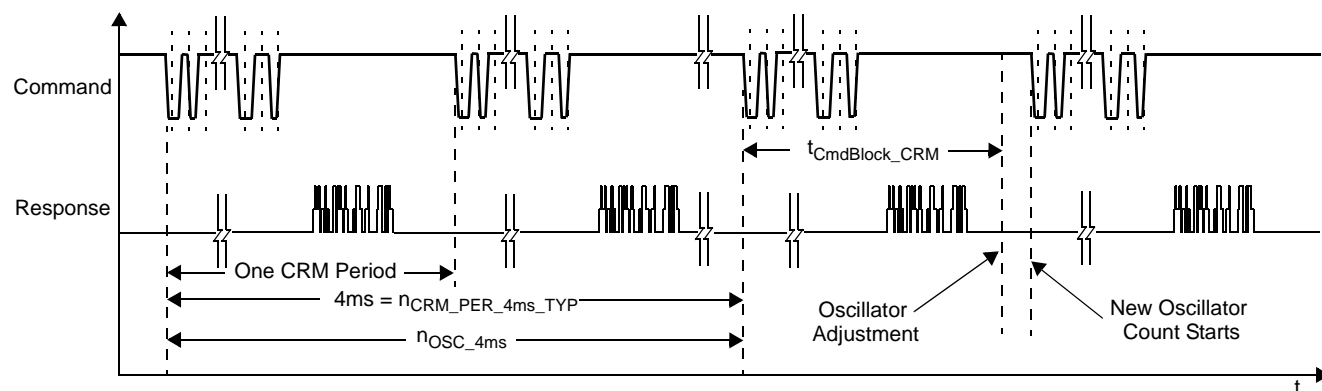 Command
tCmdBlock_CRM
Response
One CRM Period
4ms = nCRM_PER_4ms_TYP
nOSC_4ms
Oscillator
Adjustment
New Oscillator
Count Starts
t